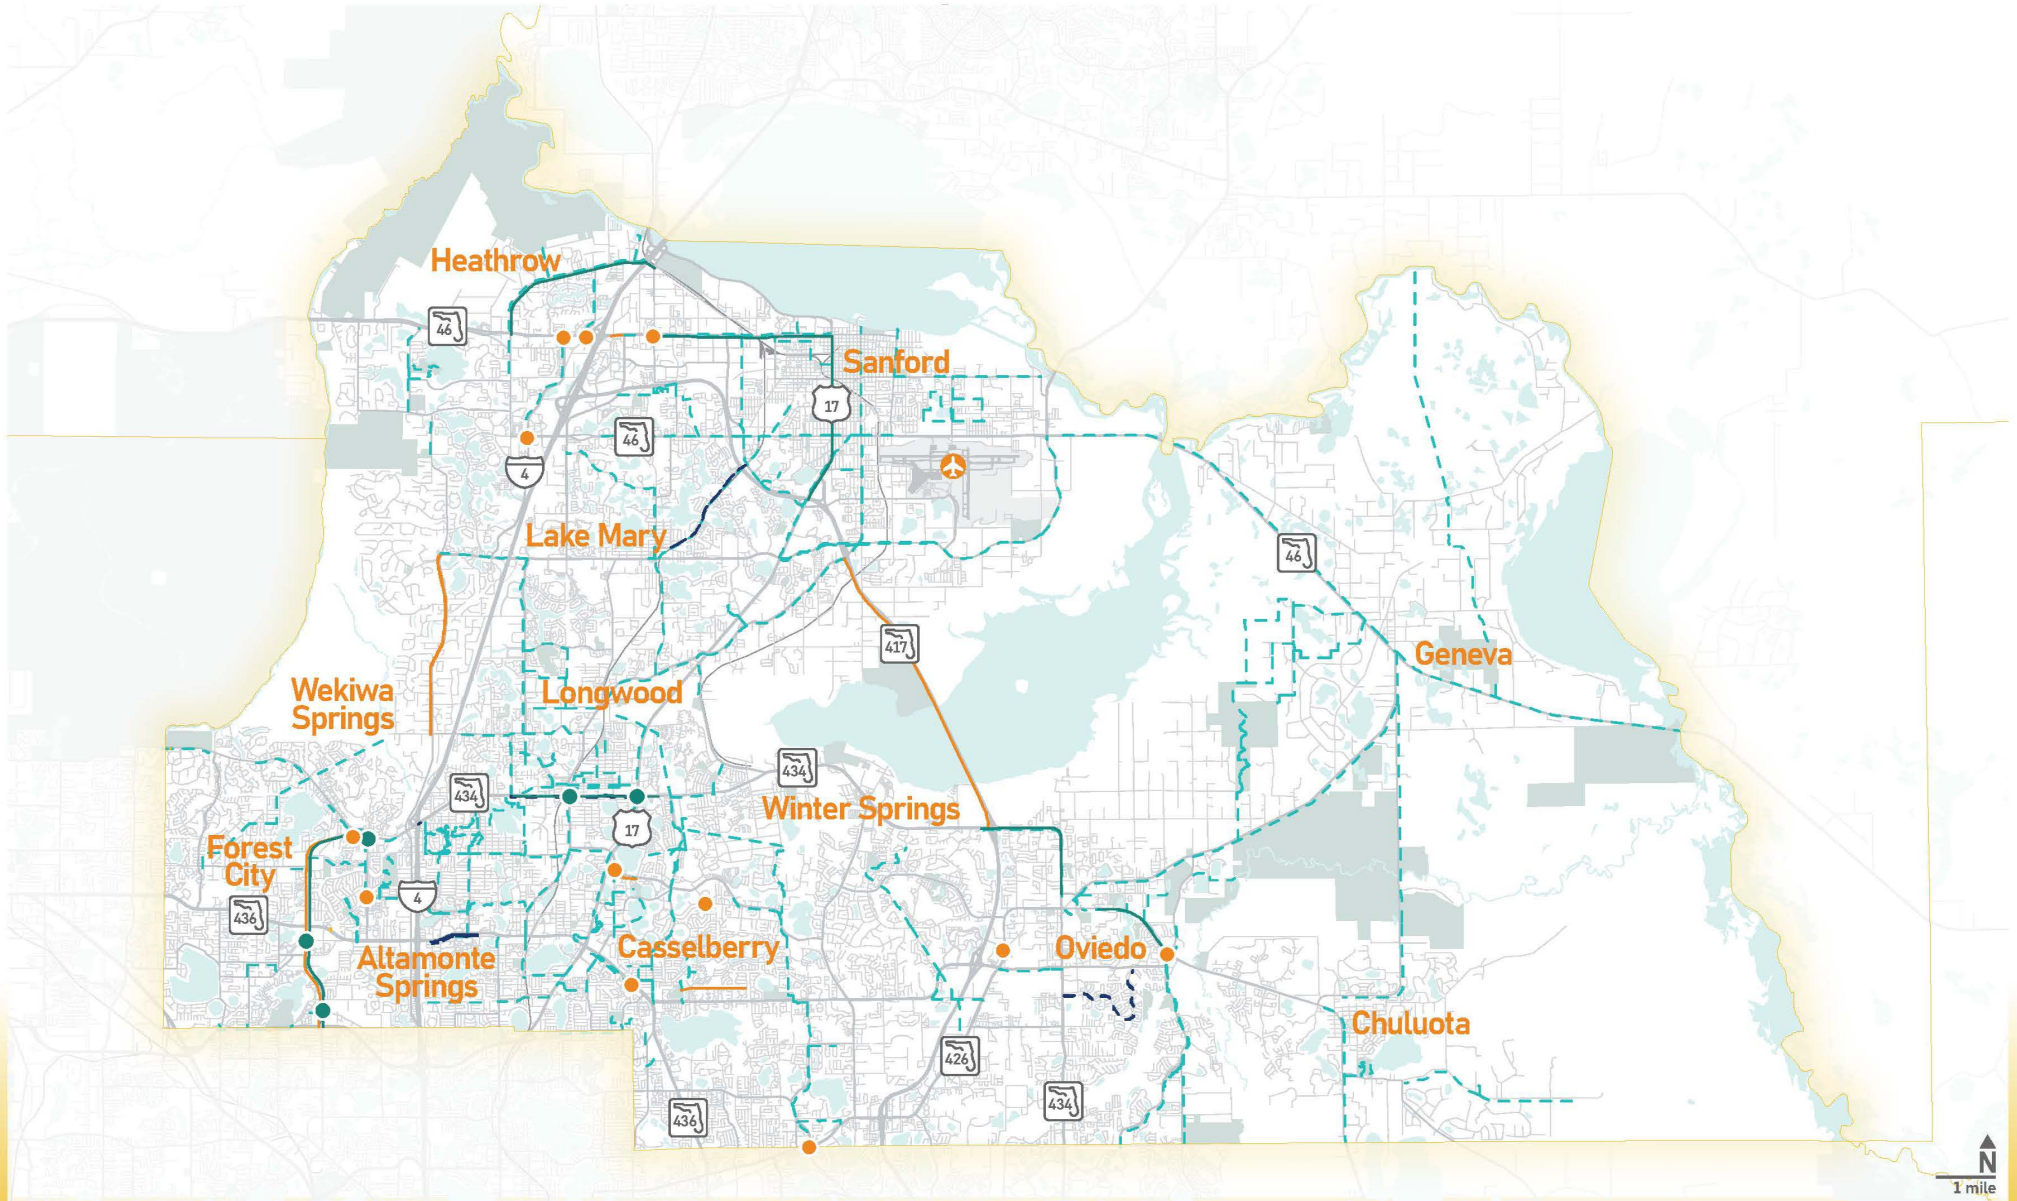 Heathrow
46
Sanford
17
46
4
Lake Mary
46
417
Geneva
Wekiwa
Springs
Longwood
434
434
Winter Springs
17
Forest
City
4
436
Casselberry
Oviedo
Altamonte
Springs
Chuluota
426
434
436
N
1 mile